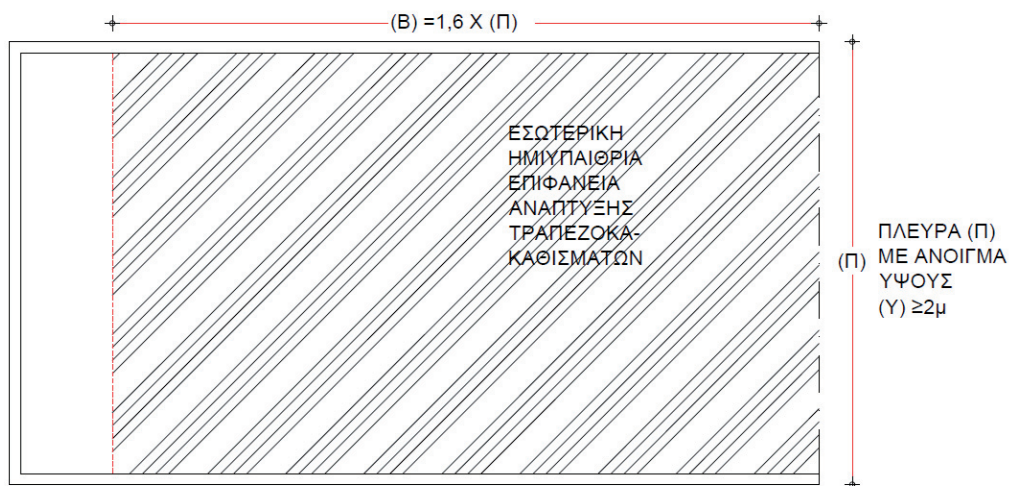 (Β) =1,6 Χ (Π)
ΕΣΩΤΕΡΙΚΗ
ΗΜΙΥΠΑΙΘΡΙΑ
ΕΠΙΦΑΝΕΙΑ
ΑΝΑΠΤΥΞΗΣ
ΤΡΑΠΕΖΟΚΑ-
ΚΑΘΙΣΜΑΤΩΝ
(Π)
ΠΛΕΥΡΑ (Π)
ΜΕ ΑΝΟΙΓΜΑ
ΥΨΟΥΣ
(Υ) ≥2μ